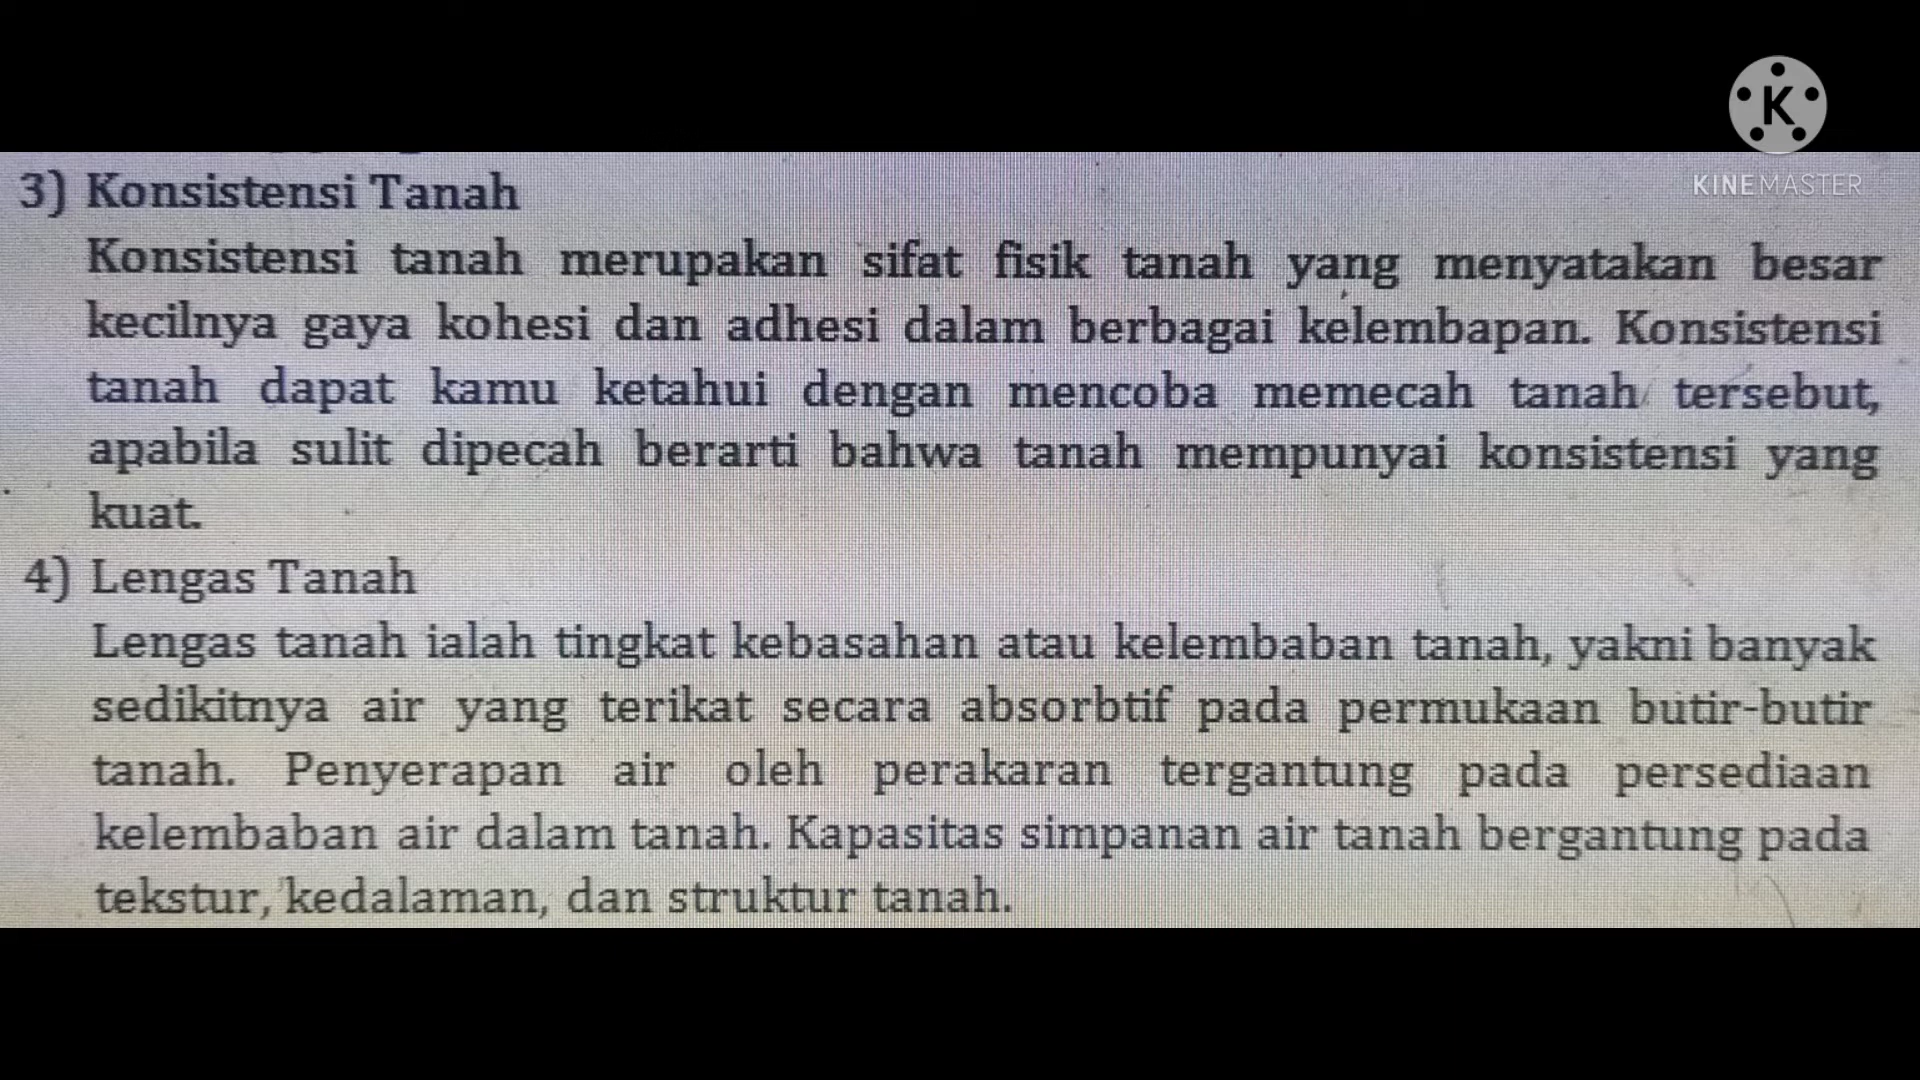 K
KINEMASTER
3) Konsistensi Tanah
Konsistensi tanah merupakan sifat fisik tanah yang menyatakan besar
kecilnya gaya kohesi dan adhesi dalam berbagai kelembapan. Konsistensi
tanah dapat kamu ketahui dengan mencoba memecah tanah tersebut,
apabila sulit dipecah berarti bahwa tanah mempunyai konsistensi yang
kuat.
4) Lengas Tanah
Lengas tanah ialah tingkat kebasahan atau kelembaban tanah, yakni banyak
sedikitnya air yang terikat secara absorbtif pada permukaan butir-butir
tanah. Penyerapan air oleh perakaran tergantung pada persediaan
kelembaban air dalam tanah. Kapasitas simpanan air tanah bergantung pada
tekstur, kedalaman, dan struktur tanah.